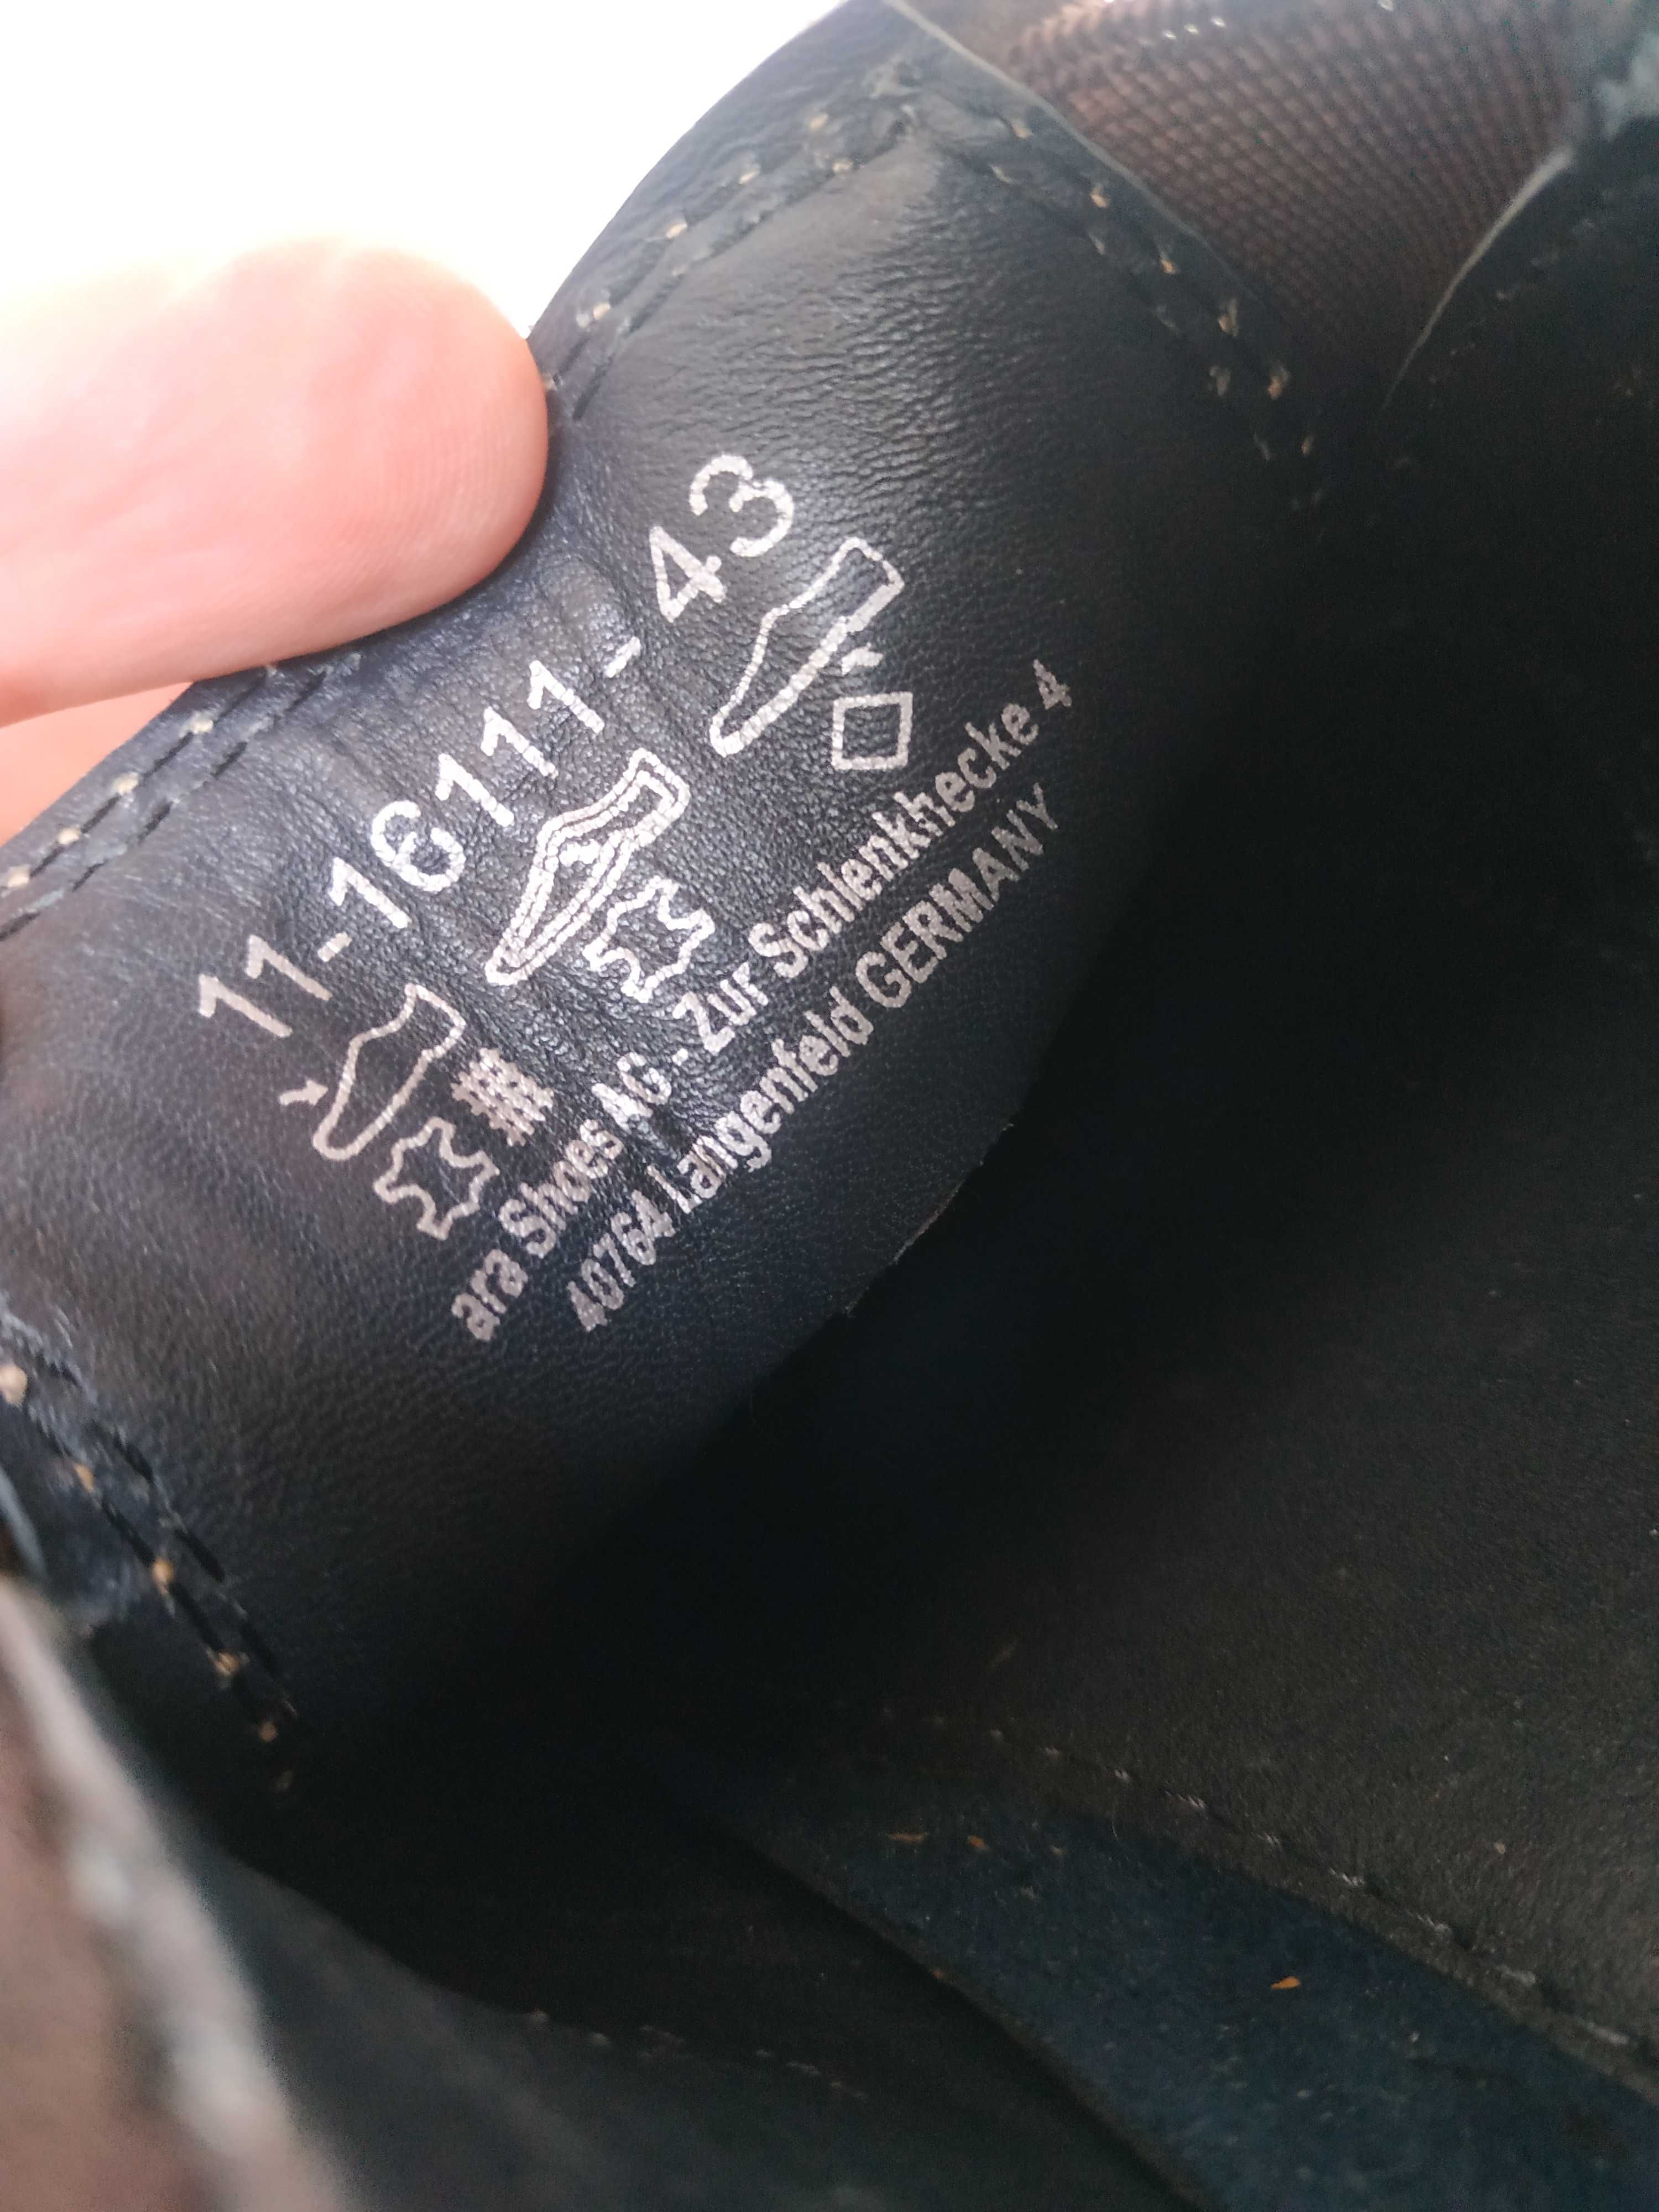 11-16111-43
ara Shoes AG - Zur Schlenkhecke 4
40764 Langenfeld GERMANY